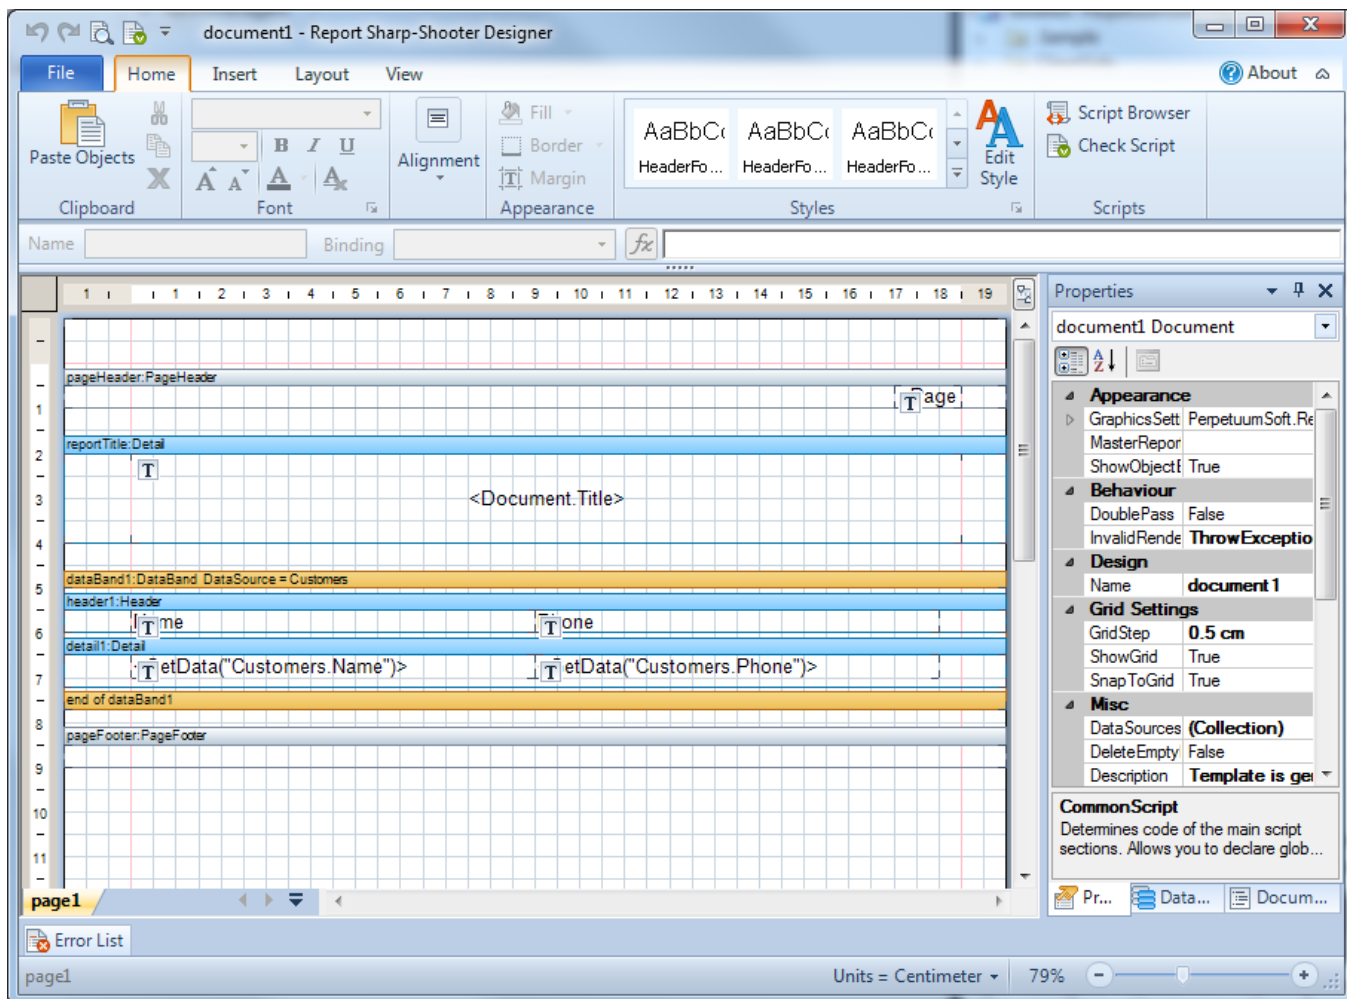 document1 - Report Sharp-Shooter Designer
File Home Insert Layout View About
Paste Objects
Clipboard
B I U
A A A A
Font
Alignment
Fill
Border
Margin
Appearance
AaBbC AaBbC AaBbC
HeaderFo... HeaderFo... HeaderFo...
Styles
Edit
Style
Script Browser
Check Script
Scripts
Name Binding fx
1 1 2 3 4 5 6 7 8 9 10 11 12 13 14 15 16 17 18 19
pageHeader:PageHeader
T age
1
reportTitle:Detail
2
T
3
<Document.Title>
4
dataBand1:DataBand DataSource = Customers
5
header1:Header
T me T one
6
detail1:Detail
T etData("Customers.Name")> T etData("Customers.Phone")>
7
end of dataBand1
8
pageFooter:PageFooter
9
10
11
page1
Properties
document1 Document
Appearance
GraphicsSett PerpetuumSoft.Re
MasterRepor
ShowObjectE True
Behaviour
DoublePass False
InvalidRende ThrowExceptio
Design
Name document1
Grid Settings
GridStep 0.5 cm
ShowGrid True
SnapToGrid True
Misc
DataSources (Collection)
DeleteEmpty False
Description Template is ge
CommonScript
Determines code of the main script
sections. Allows you to declare glob...
Pr... Data... Docum...
Error List
page1 Units = Centimeter 79%